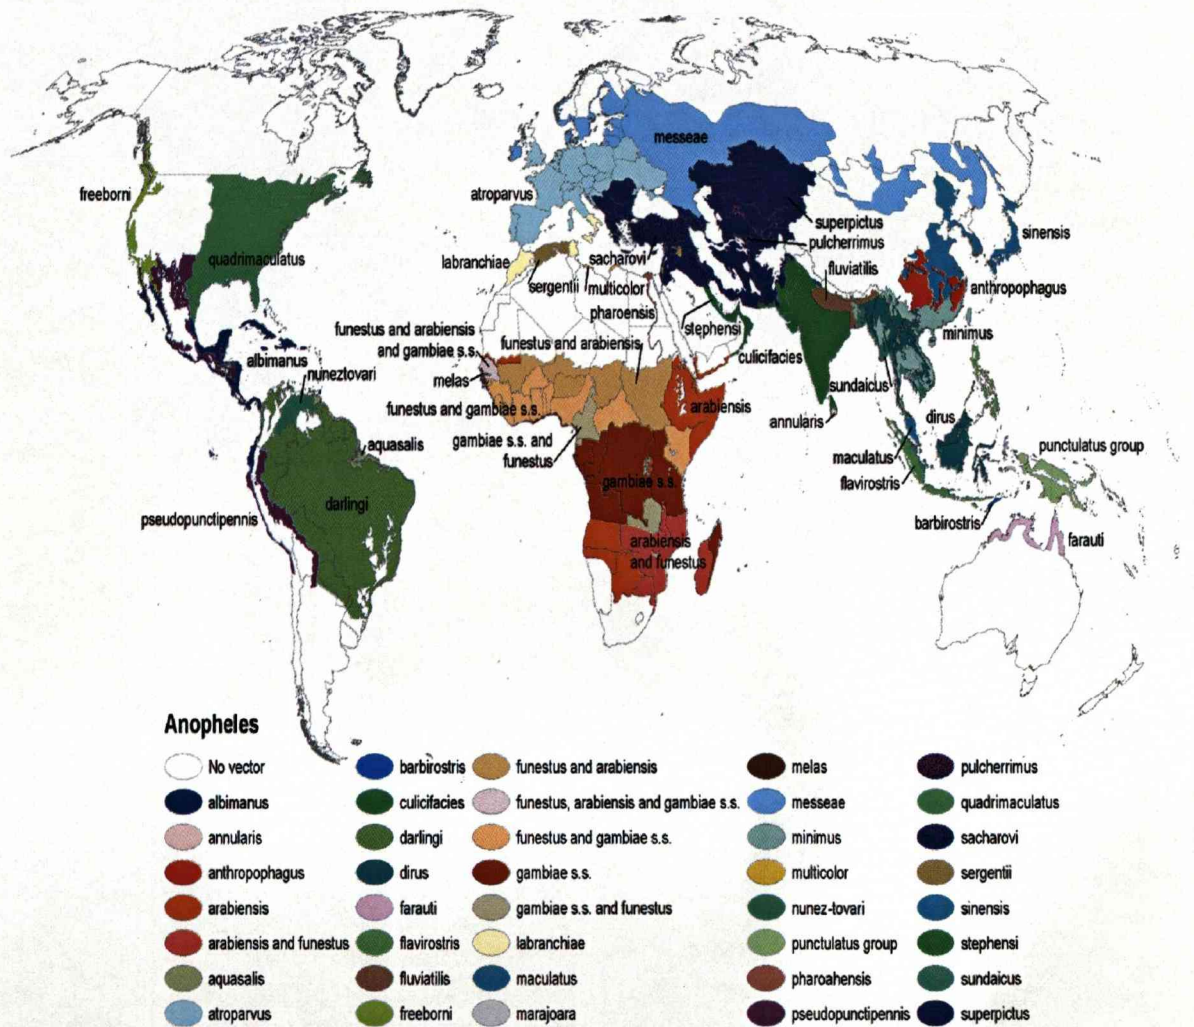 messeae
freeborni
atroparvus
quadrimaculatus
superpictus
pulcherrimus
sinensis
labranchiae
sacharovi
fluviatilis
sergentii
multicolor
anthropophagus
pharoensis
stephensi
minimus
funestus and arabiensis
and gambiae s.s.
funestus and arabiensis
albimanus
nuneztovari
culicifacies
melas
sundaicus
funestus and gambiae s.s.
arabiensis
annularis
dirus
aquasalis
gambiae s.s. and
funestus
punctulatus group
maculatus
gambiae s.s.
flavirostris
darlingi
pseudopunctipennis
barbirostris
farauti
arabiensis
and funestus
Anopheles
No vector
albimanus
annularis
anthropophagus
arabiensis
arabiensis and funestus
aquasalis
atroparvus
barbirostris
culicifacies
darlingi
dirus
farauti
flavirostris
fluviatilis
freeborni
funestus and arabiensis
funestus, arabiensis and gambiae s.s.
funestus and gambiae s.s.
gambiae s.s.
gambiae s.s. and funestus
labranchiae
maculatus
marajoara
melas
messeae
minimus
multicolor
nunez-tovari
punctulatus group
pharoahensis
pseudopunctipennis
pulcherrimus
quadrimaculatus
sacharovi
sergentii
sinensis
stephensi
sundaicus
superpictus